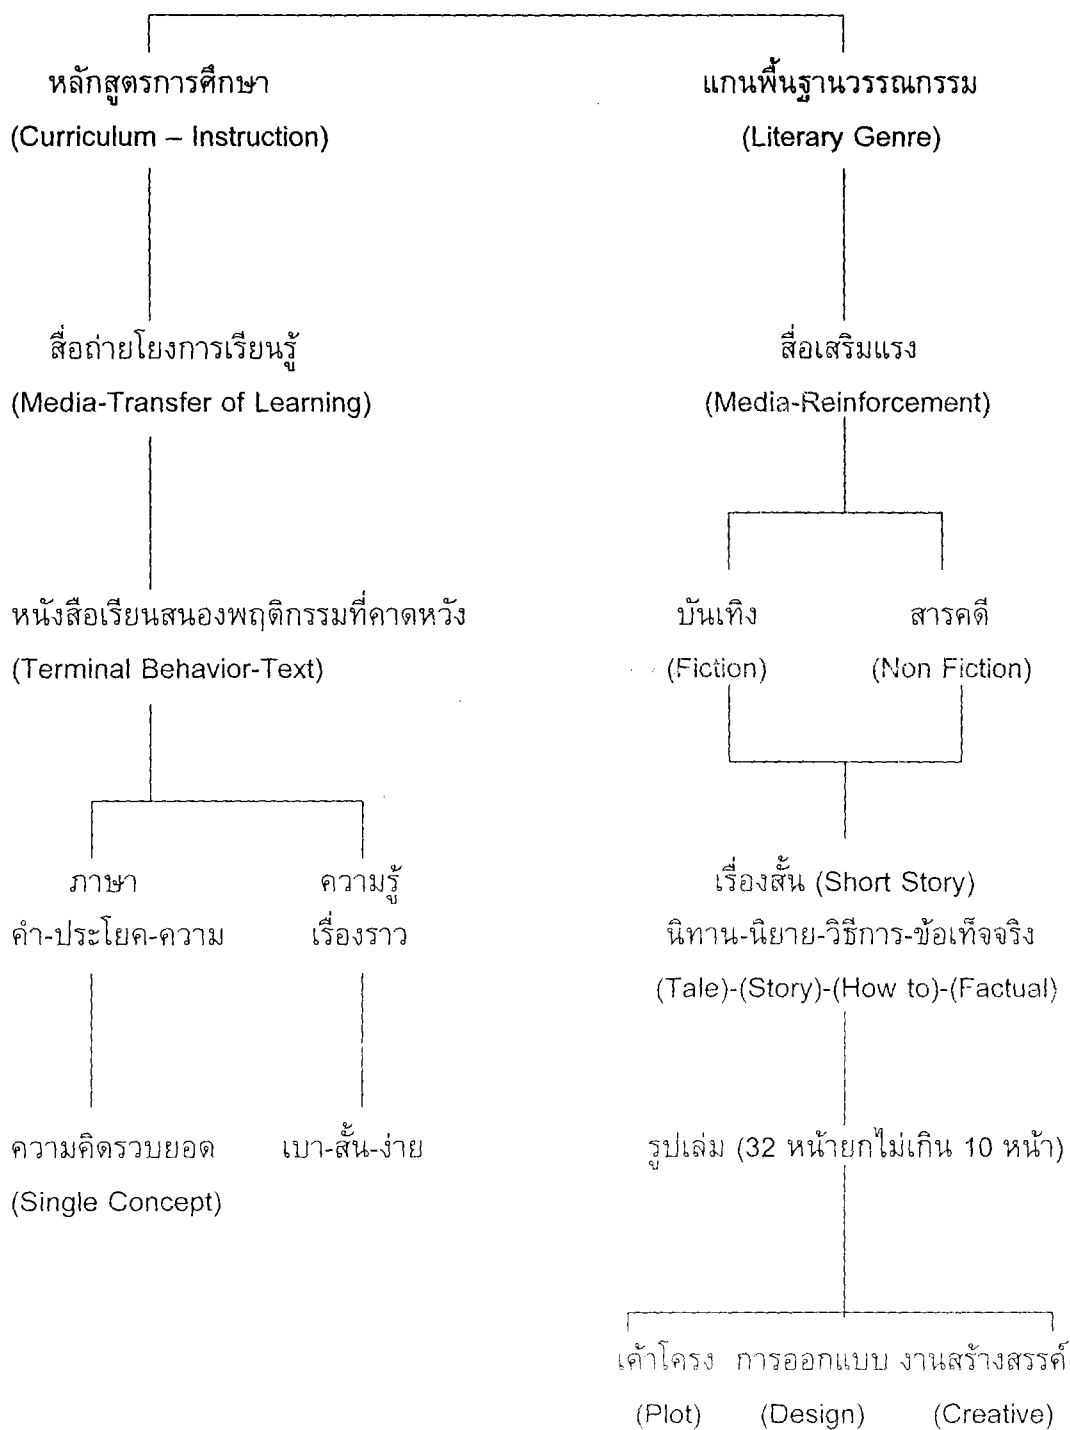 หลักสูตรการศึกษา
(Curriculum – Instruction)
สื่อถ่ายโยงการเรียนรู้
(Media-Transfer of Learning)
หนังสือเรียนสนองพฤติกรรมที่คาดหวัง
(Terminal Behavior-Text)
ภาษา
คำ-ประโยค-ความ
ความคิดรวบยอด
(Single Concept)
ความรู้
เรื่องราว
เบา-สั้น-ง่าย
แกนพื้นฐานวรรณกรรม
(Literary Genre)
สื่อเสริมแรง
(Media-Reinforcement)
บันเทิง
(Fiction)
สารคดี
(Non Fiction)
เรื่องสั้น (Short Story)
นิทาน-นิยาย-วิธีการ-ข้อเท็จจริง
(Tale)-(Story)-(How to)-(Factual)
รูปเล่ม (32 หน้ายกไม่เกิน 10 หน้า)
เค้าโครง
(Plot)
การออกแบบ
(Design)
งานสร้างสรรค์
(Creative)